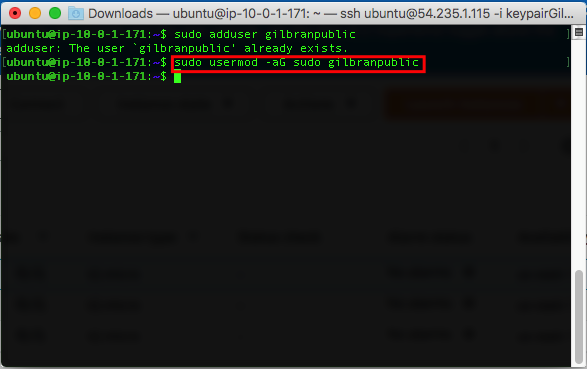 Downloads — ubuntu@ip-10-0-1-171: ~ — ssh ubuntu@54.235.1.115 -i keypairGil...
[ubuntu@ip-10-0-1-171:~$ sudo adduser gilbranpublic ]
adduser: The user `gilbranpublic' already exists.
[ubuntu@ip-10-0-1-171:~$ sudo usermod -aG sudo gilbranpublic ]
ubuntu@ip-10-0-1-171:~$